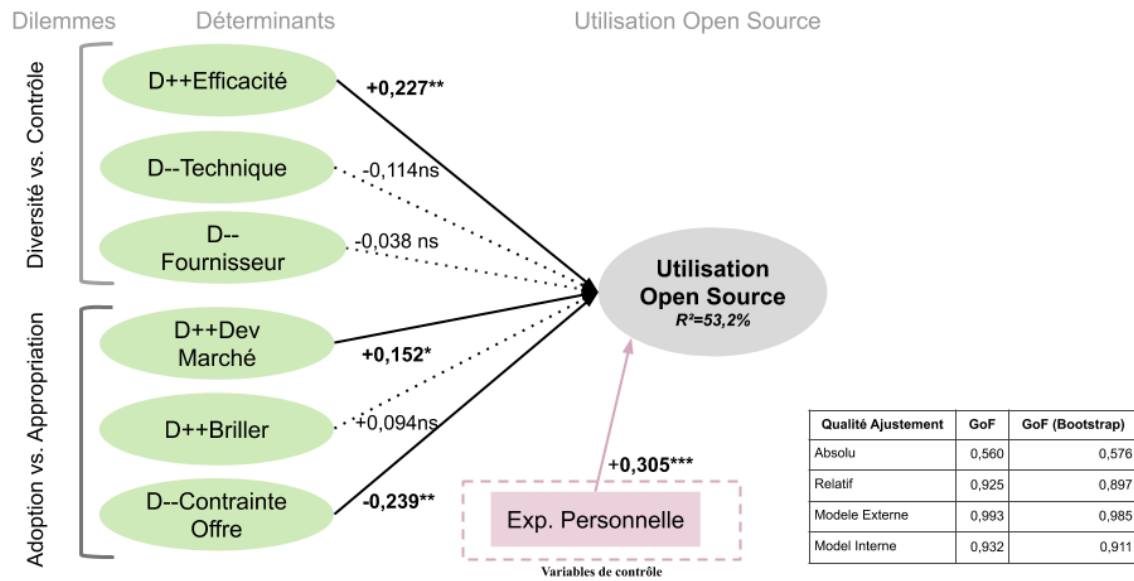 Dilemmes Déterminants Utilisation Open Source
Diversité vs. Contrôle
D++Efficacité
+0,227**
D--Technique
-0,114ns
D--
Fournisseur
-0,038 ns
Utilisation
Open Source
R²=53,2%
Adoption vs. Appropriation
D++Dev
Marché
+0,152*
D++Briller
+0,094ns
D--Contrainte
Offre
-0,239**
+0,305***
Exp. Personnelle
Variables de contrôle
Qualité Ajustement GoF GoF (Bootstrap)
Absolu 0,560 0,576
Relatif 0,925 0,897
Modele Externe 0,993 0,985
Model Interne 0,932 0,911